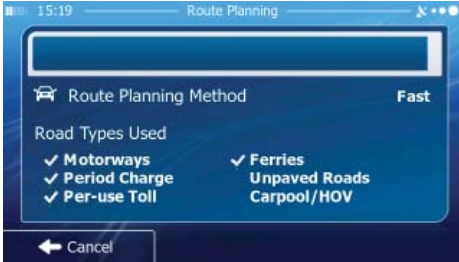 15:19 Route Planning
Route Planning Method Fast
Road Types Used
Motorways Ferries
Period Charge Unpaved Roads
Per-use Toll Carpool/HOV
Cancel